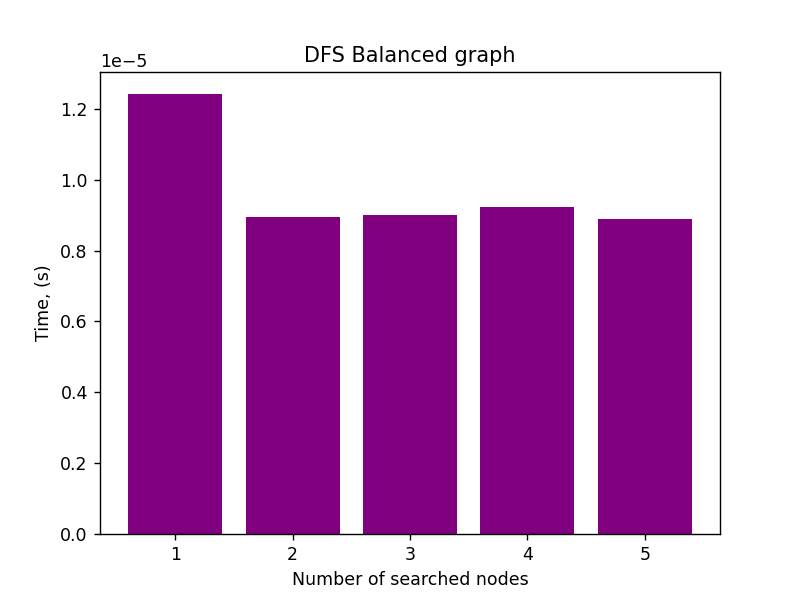 DFS Balanced graph
1e−5
1.2
1.0
0.8
0.6
0.4
0.2
0.0
Time, (s)
1 2 3 4 5
Number of searched nodes